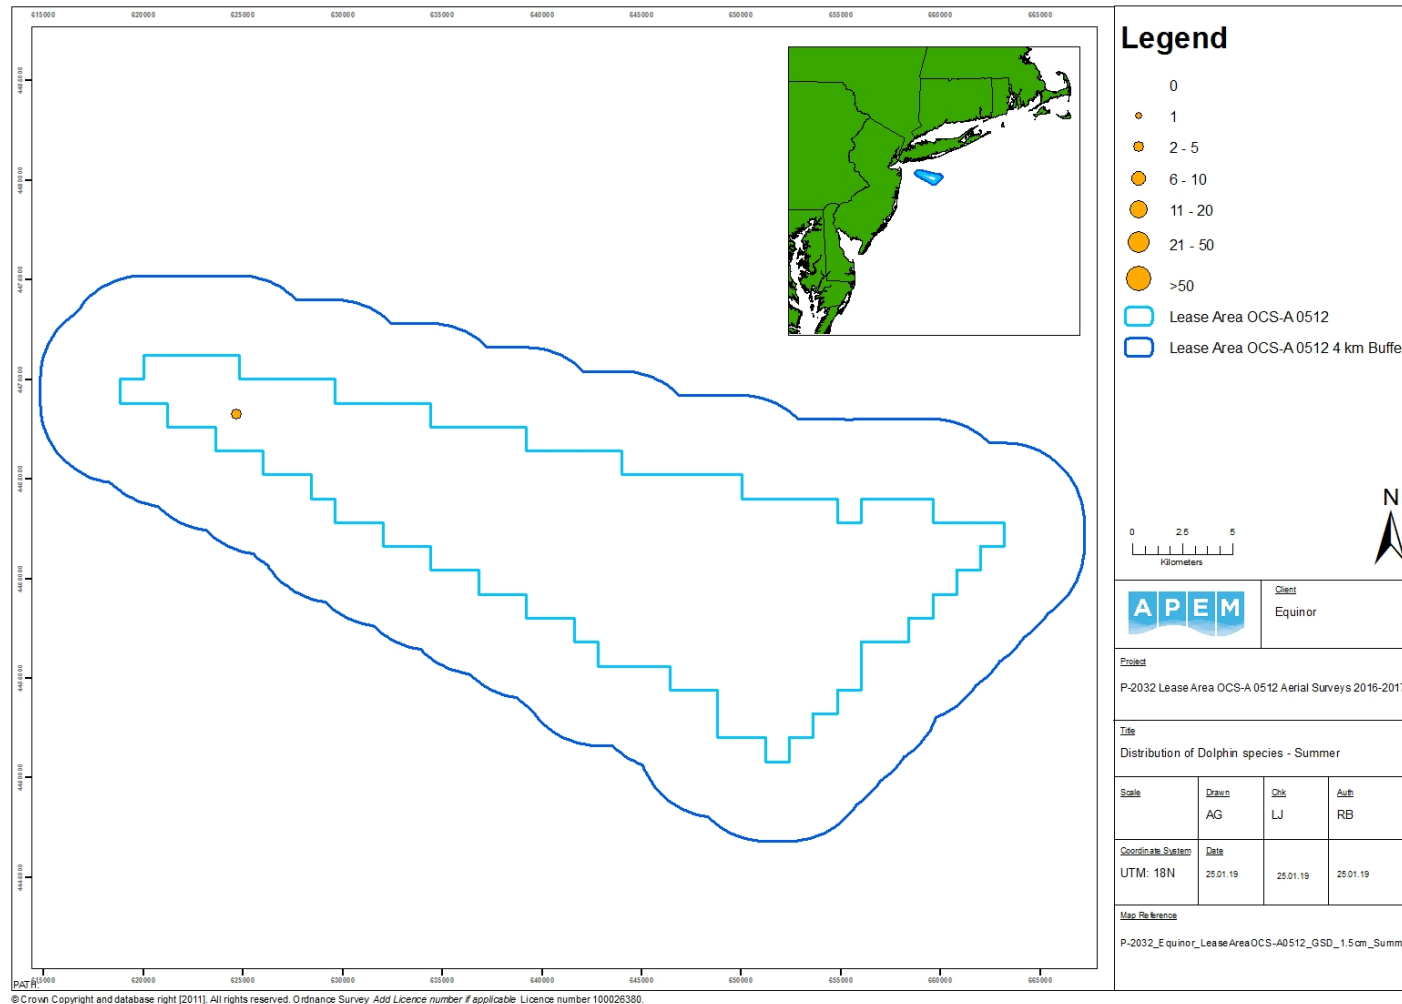 615000 620000 625000 630000 635000 640000 645000 650000 655000 660000 665000
Legend
0
1
2 - 5
6 - 10
11 - 20
21 - 50
>50
Lease Area OCS-A 0512
Lease Area OCS-A 0512 4 km Buffe
N
0 2.5 5
Kilometers
APEM
Client
Equinor
Project
P-2032 Lease Area OCS-A 0512 Aerial Surveys 2016-2017
Title
Distribution of Dolphin species - Summer
Scale
Drawn
Chk
Auth
AG
LJ
RB
Coordinate System
Date
UTM: 18N
25.01.19
25.01.19
25.01.19
Map Reference
P-2032_Equinor_LeaseAreaOCS-A0512_GSD_1.5cm_Summ
615000 620000 625000 630000 635000 640000 645000 650000 655000 660000 665000
PATH:
© Crown Copyright and database right [2011]. All rights reserved. Ordnance Survey Add Licence number if applicable Licence number 100026380.